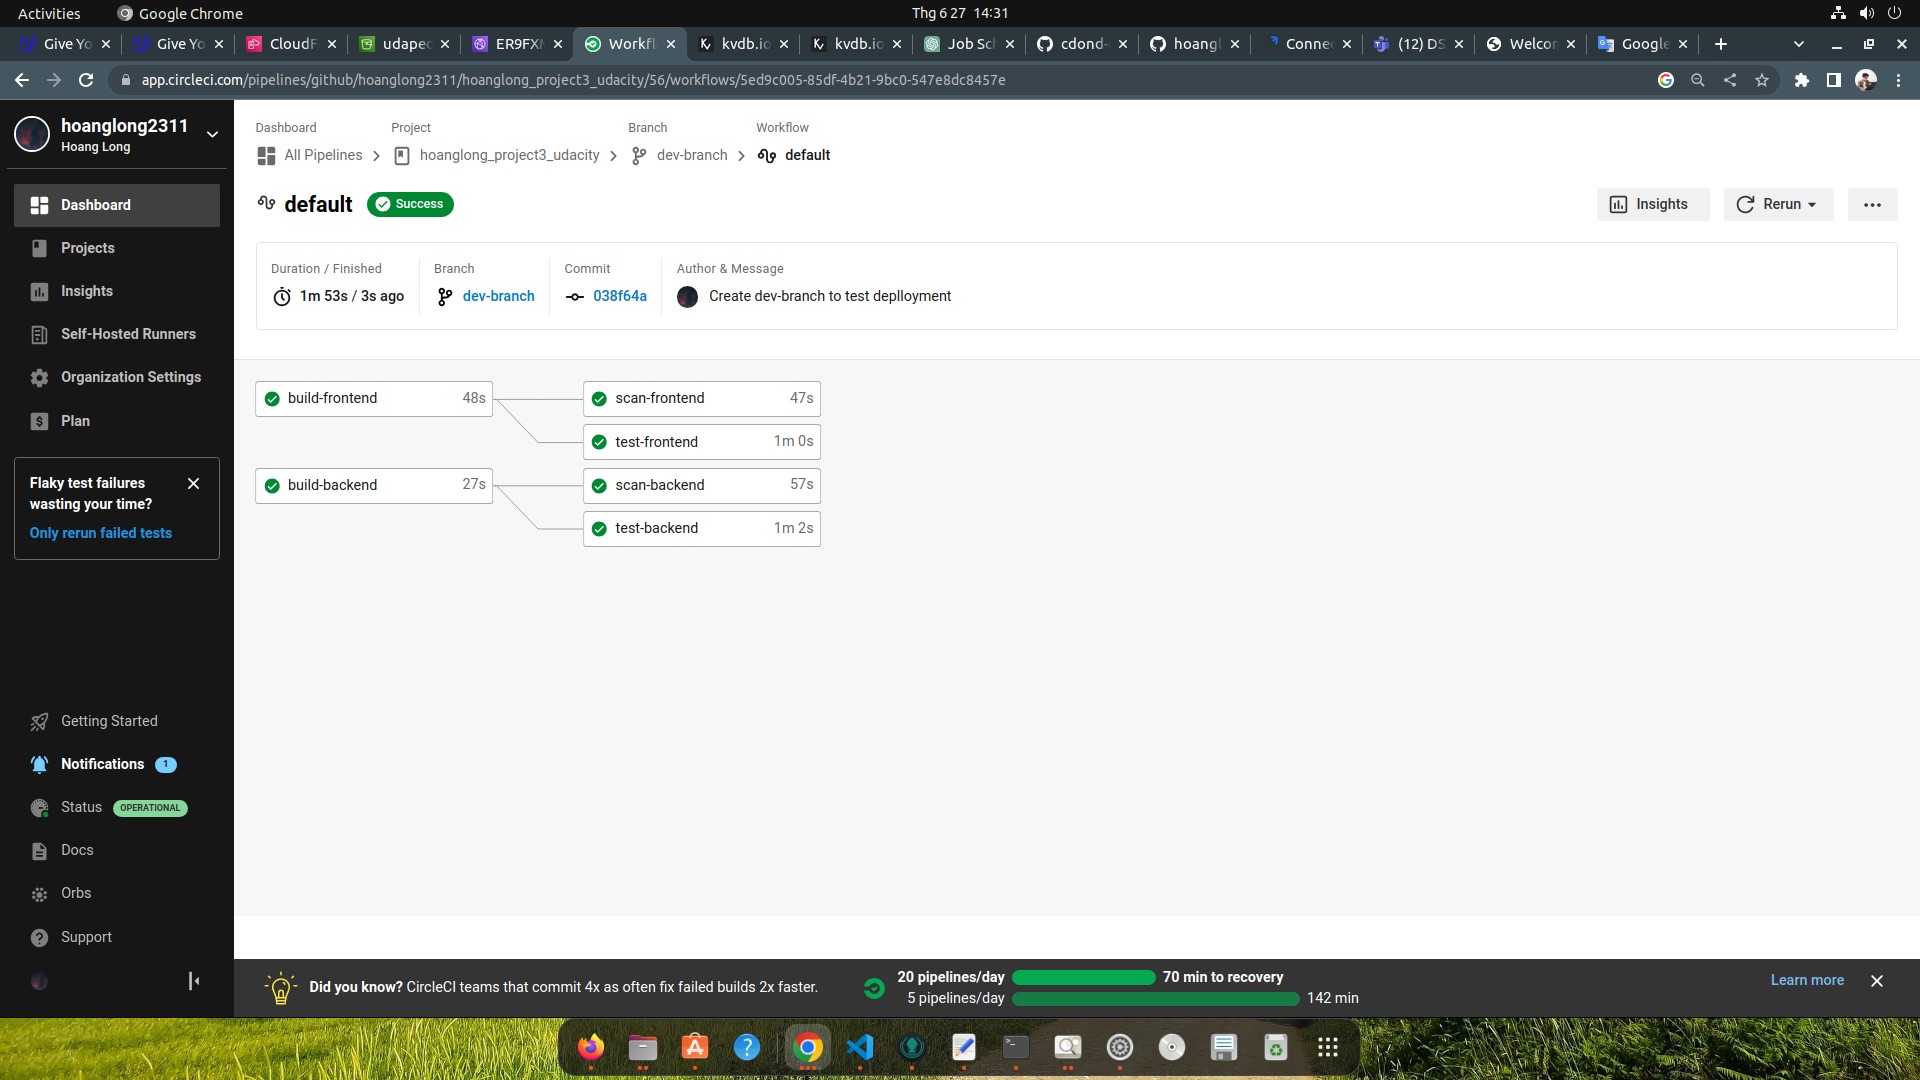 Activities
Google Chrome
Thg 6 27 14:31
Give Yo
Give Yo
CloudF
udapeo
ER9FXN
Workfl
kvdb.io
kvdb.io
Job Sch
cdond-
hoangl
Connec
(12) DS
Welcor
Google
app.circleci.com/pipelines/github/hoanglong2311/hoanglong_project3_udacity/56/workflows/5ed9c005-85df-4b21-9bc0-547e8dc8457e
hoanglong2311
Hoang Long
Dashboard
Projects
Insights
Self-Hosted Runners
Organization Settings
Plan
Flaky test failures
wasting your time?
Only rerun failed tests
Getting Started
Notifications 1
Status OPERATIONAL
Docs
Orbs
Support
Dashboard Project Branch Workflow
All Pipelines hoanglong_project3_udacity dev-branch default
default Success
Insights
Rerun
Duration / Finished Branch Commit Author & Message
1m 53s / 3s ago dev-branch 038f64a Create dev-branch to test deplloyment
build-frontend 48s
scan-frontend 47s
test-frontend 1m 0s
build-backend 27s
scan-backend 57s
test-backend 1m 2s
Did you know? CircleCI teams that commit 4x as often fix failed builds 2x faster.
20 pipelines/day 70 min to recovery
5 pipelines/day 142 min
Learn more